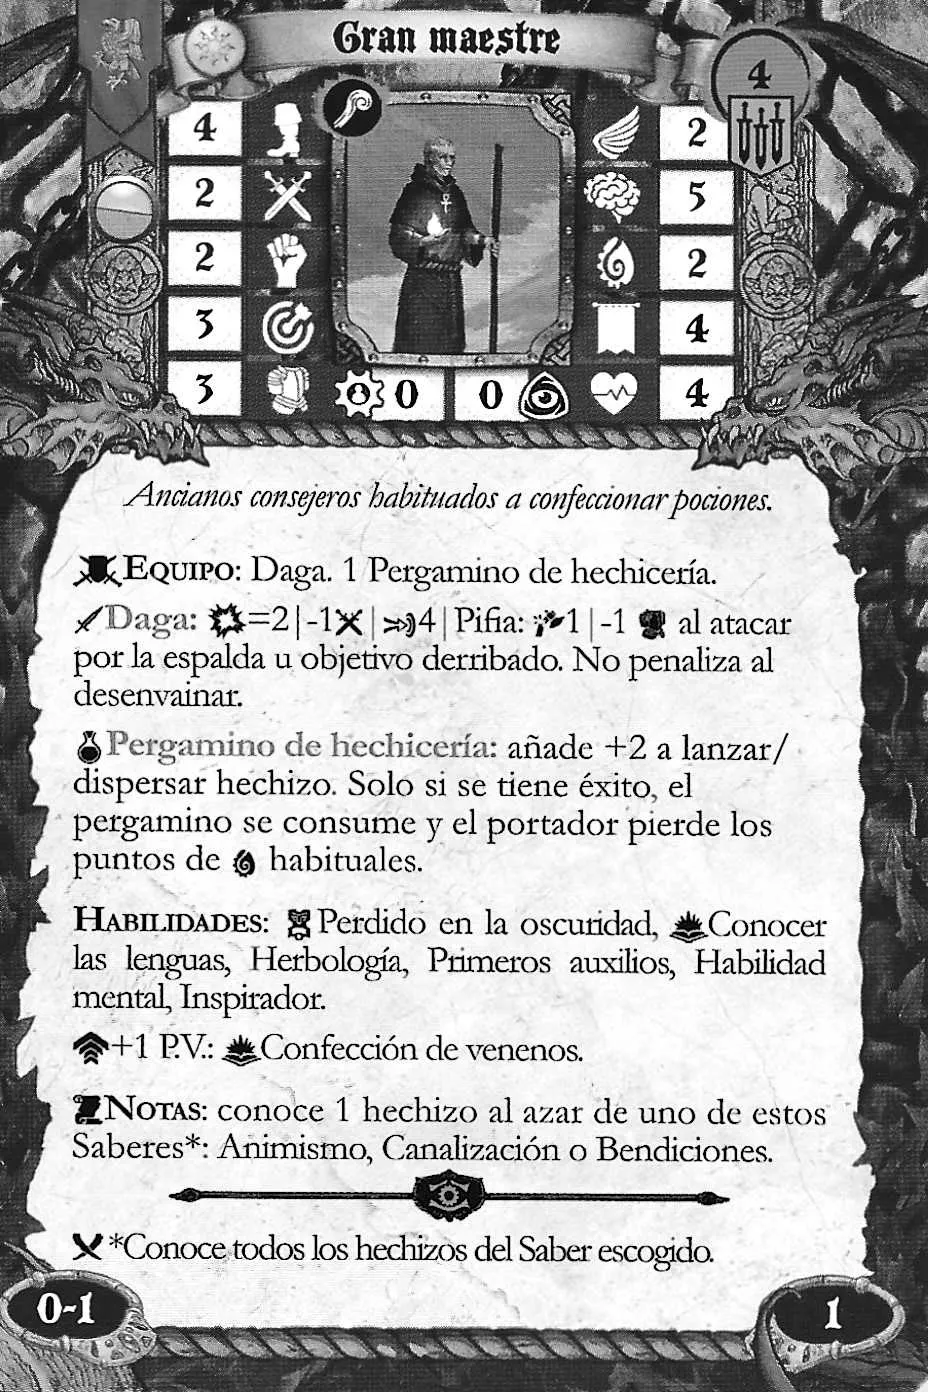 Gran maestre
4
4
2
2
5
2
2
3
4
3
0
0
4
Ancianos consejeros habituados a confeccionar pociones.
EQUIPO: Daga. 1 Pergamino de hechicería.
Daga: =2 | -1 | 4 | Pifia: 1 | -1 al atacar
por la espalda u objetivo derribado. No penaliza al
desenvainar.
Pergamino de hechicería: añade +2 a lanzar/
dispersar hechizo. Solo si se tiene éxito, el
pergamino se consume y el portador pierde los
puntos de habituales.
HABILIDADES: Perdido en la oscuridad, Conocer
las lenguas, Herbología, Primeros auxilios, Habilidad
mental, Inspirador.
+1 P.V.: Confección de venenos.
NOTAS: conoce 1 hechizo al azar de uno de estos
Saberes*: Animismo, Canalización o Bendiciones.
*Conoce todos los hechizos del Saber escogido.
0-1
1